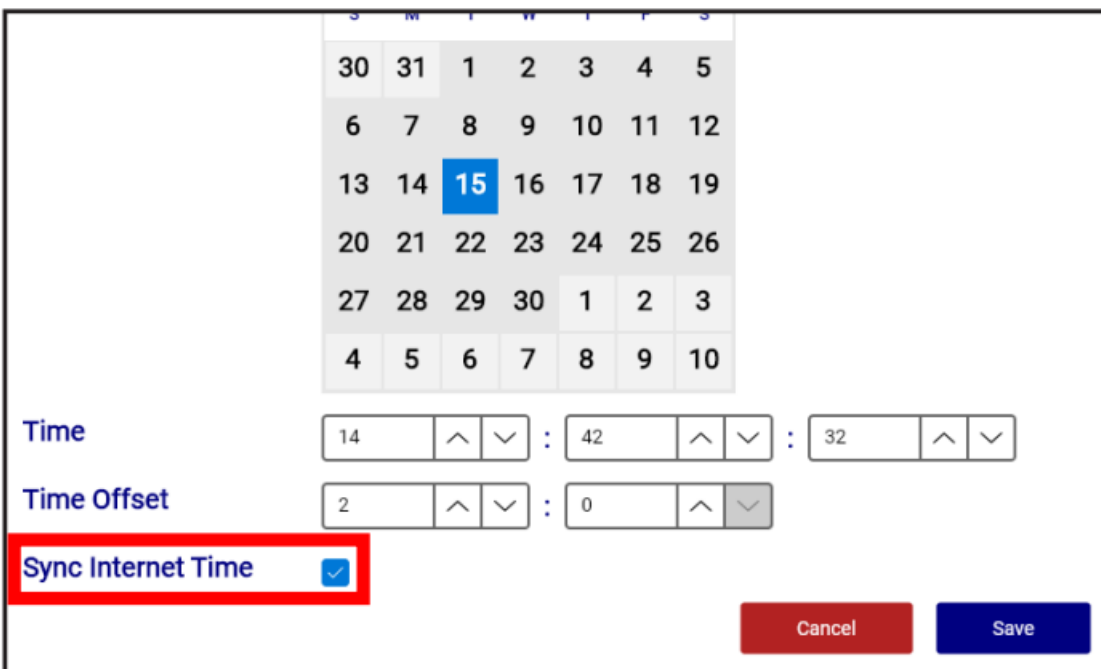 S M T W T F S
30 31 1 2 3 4 5
6 7 8 9 10 11 12
13 14 15 16 17 18 19
20 21 22 23 24 25 26
27 28 29 30 1 2 3
4 5 6 7 8 9 10
Time 14 : 42 : 32
Time Offset 2 : 0
Sync Internet Time
Cancel Save